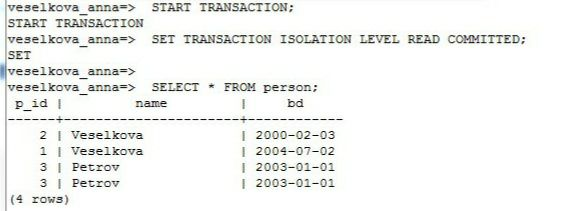 veselkova_anna=>  START TRANSACTION;
START TRANSACTION
veselkova_anna=>  SET TRANSACTION ISOLATION LEVEL READ COMMITTED;
SET
veselkova_anna=>
veselkova_anna=>  SELECT * FROM person;
 p_id |         name          |     bd
------+-----------------------+------------
    2 | Veselkova             | 2000-02-03
    1 | Veselkova             | 2004-07-02
    3 | Petrov                | 2003-01-01
    3 | Petrov                | 2003-01-01
(4 rows)